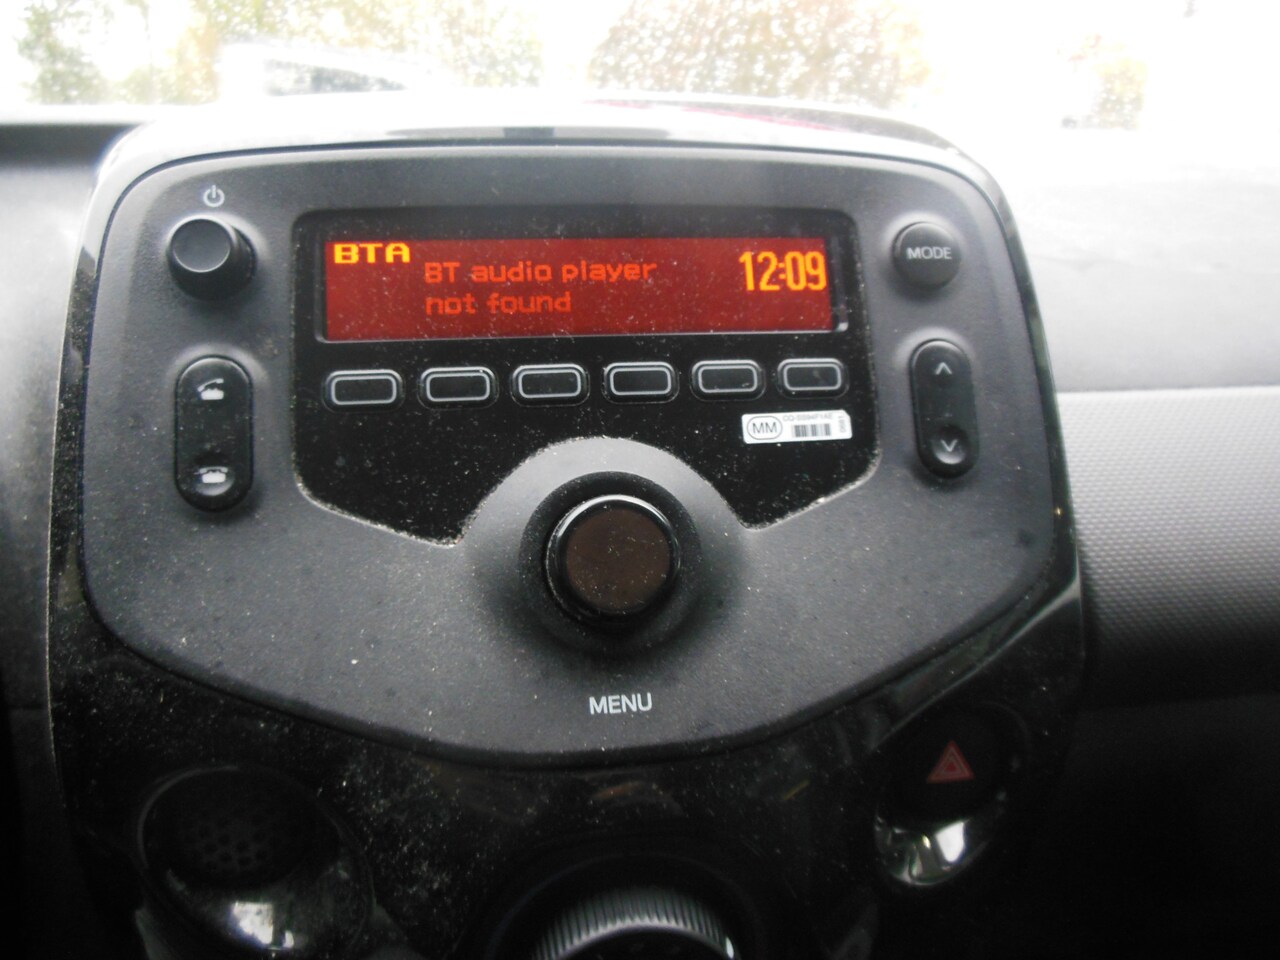 BTA
BT audio player
not found
12:09
MODE
MM
MENU